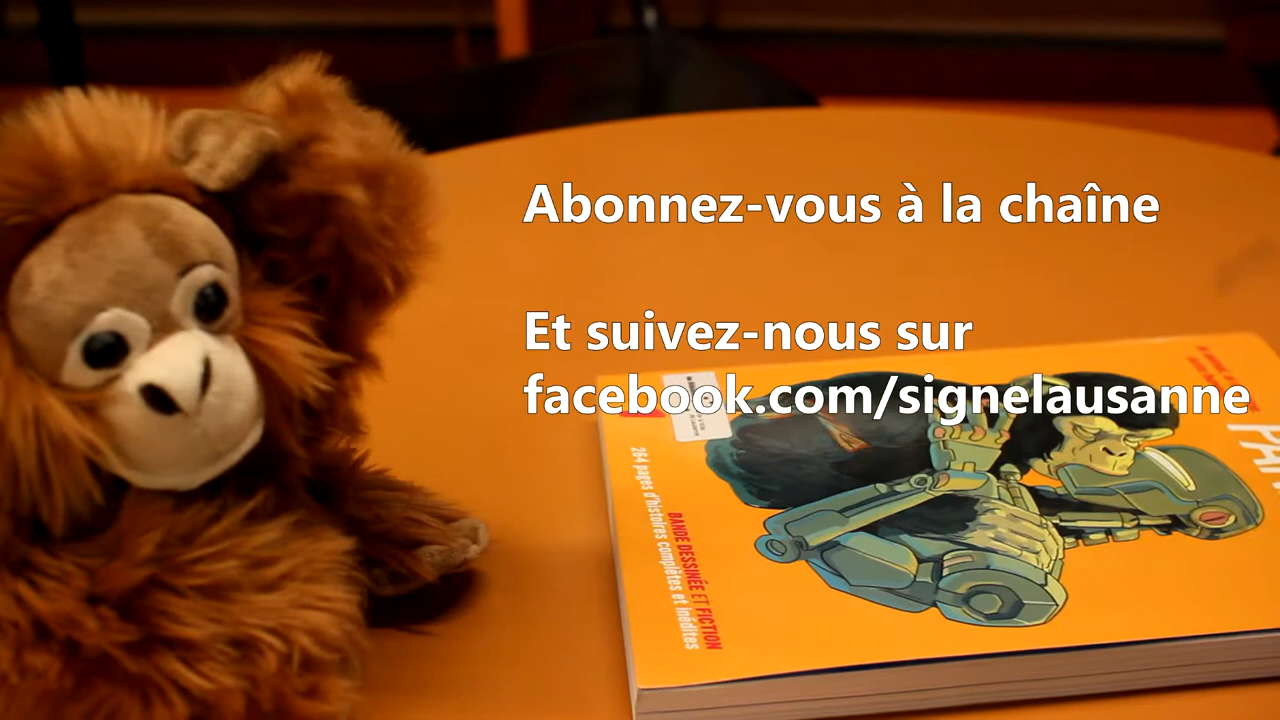 Abonnez-vous à la chaîne
Et suivez-nous sur
facebook.com/signelausanne
BANDE DESSINÉE ET FICTION
264 pages d'histoires complètes et inédites